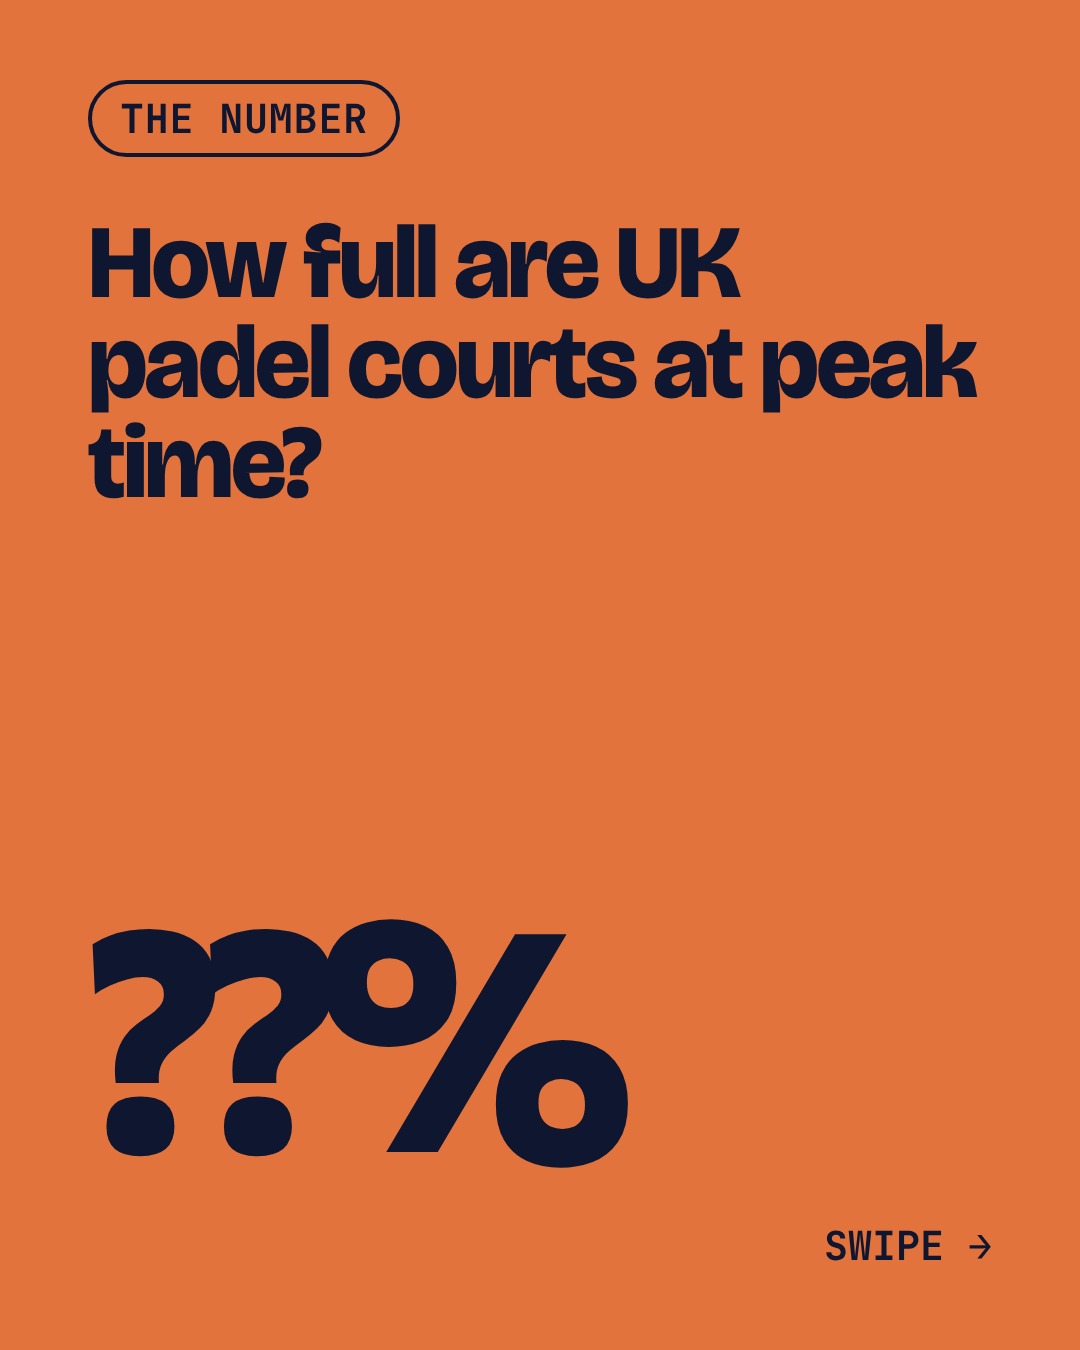 THE NUMBER
How full are UK
padel courts at peak
time?
??%
SWIPE →